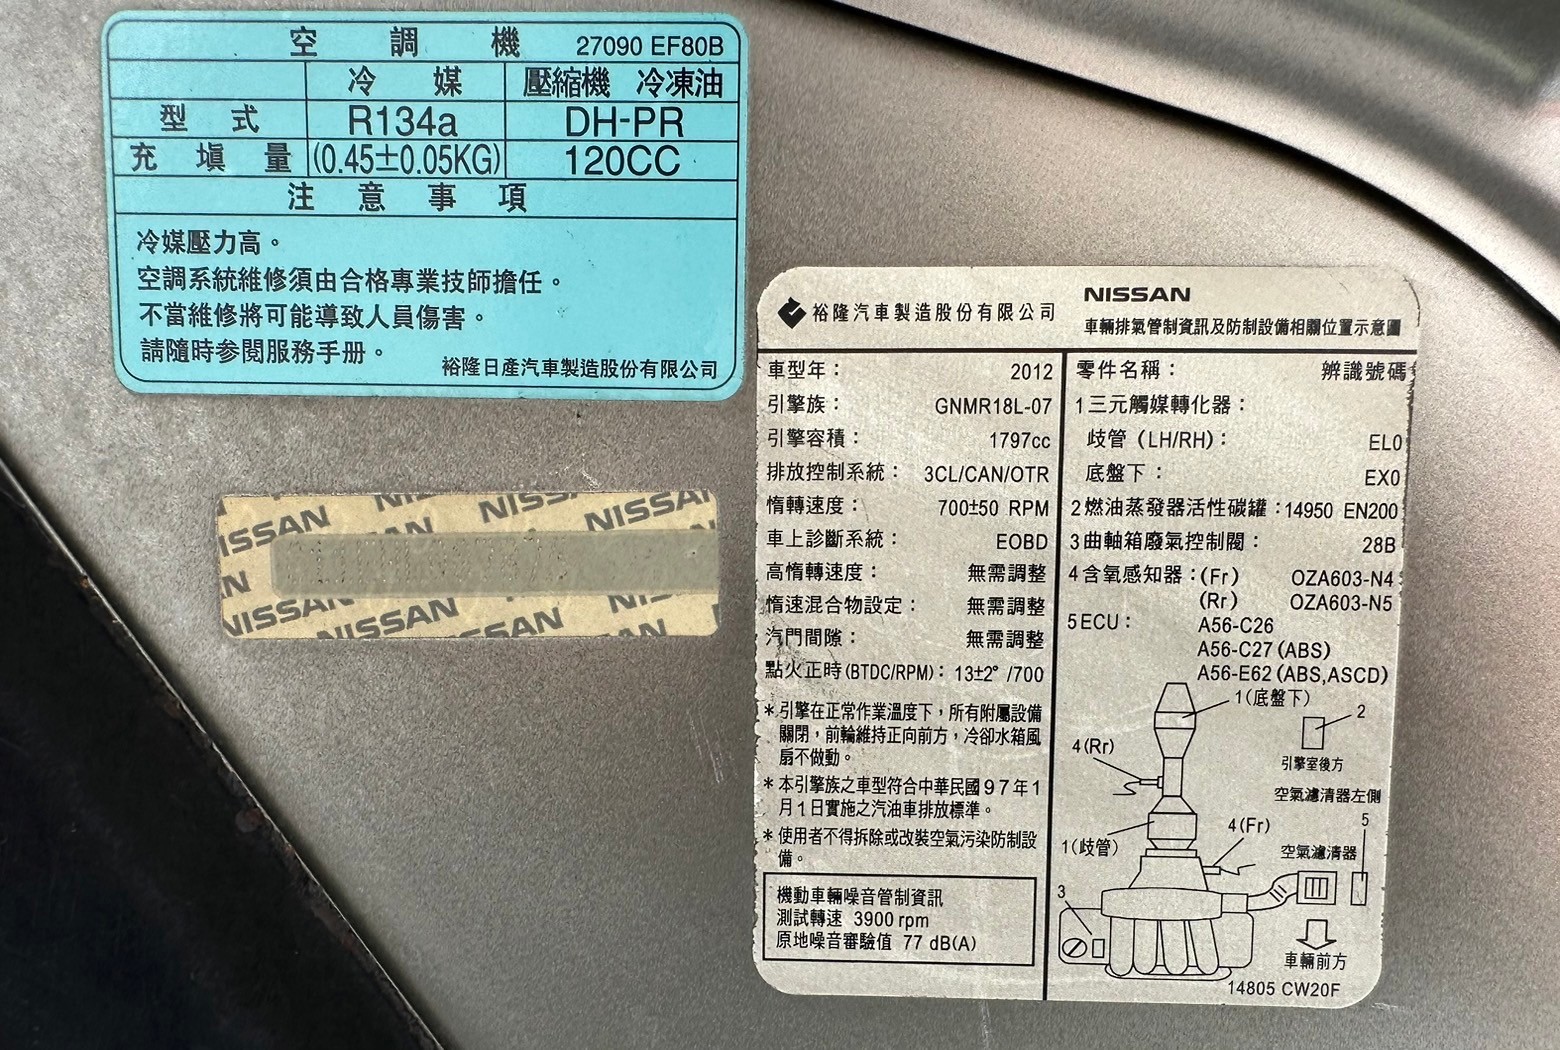 空調機 27090 EF80B
冷媒 壓縮機 冷凍油
型式 R134a DH-PR
充填量 (0.45±0.05KG) 120CC
注意事項
冷媒壓力高。
空調系統維修須由合格專業技師擔任。
不當維修將可能導致人員傷害。
請隨時參閱服務手册。
裕隆日產汽車製造股份有限公司
NISSAN NISSAN
ISSAN
NISSAN NISSAN NISSAN
裕隆汽車製造股份有限公司
NISSAN
車輛排氣管制資訊及防制設備相關位置示意圖
車型年： 2012
引擎族： GNMR18L-07
引擎容積： 1797cc
排放控制系統： 3CL/CAN/OTR
惰轉速度： 700±50 RPM
車上診斷系統： EOBD
高惰轉速度： 無需調整
惰速混合物設定： 無需調整
汽門間隙： 無需調整
點火正時(BTDC/RPM)： 13±2° /700
＊引擎在正常作業溫度下，所有附屬設備
關閉，前輪維持正向前方，冷卻水箱風
扇不做動。
＊本引擎族之車型符合中華民國97年1
月1日實施之汽油車排放標準。
＊使用者不得拆除或改裝空氣污染防制設
備。
機動車輛噪音管制資訊
測試轉速 3900 rpm
原地噪音審驗值 77 dB(A)
零件名稱： 辨識號碼
1三元觸媒轉化器：
歧管（LH/RH)： EL0
底盤下： EX0
2燃油蒸發器活性碳罐：14950 EN200
3曲軸箱廢氣控制閥： 28B
4含氧感知器：(Fr) OZA603-N4
(Rr) OZA603-N5
5ECU： A56-C26
A56-C27(ABS)
A56-E62(ABS,ASCD)
1(底盤下)
2
4(Rr)
引擎室後方
空氣濾清器左側
5
4(Fr)
1(歧管)
空氣濾清器
3
車輛前方
14805 CW20F